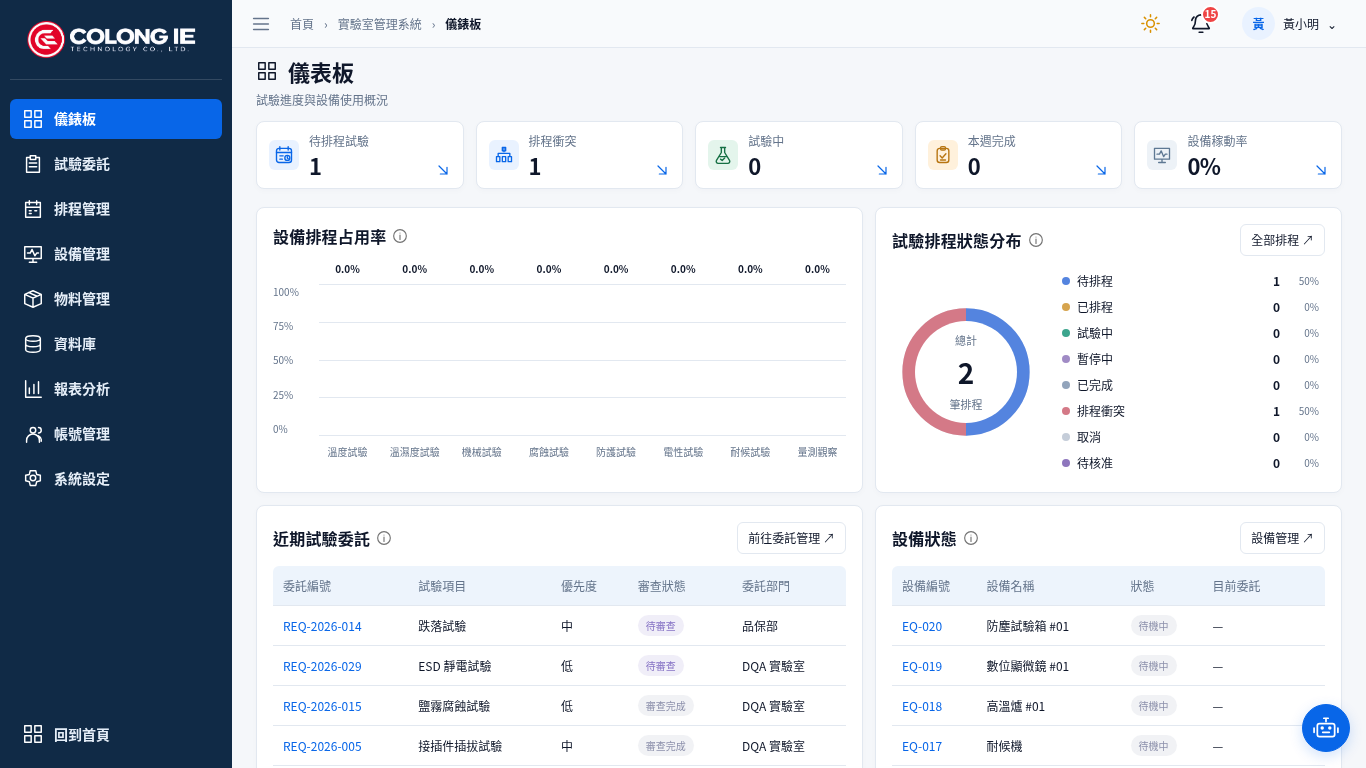 COLONG IE
TECHNOLOGY CO., LTD.
儀錶板
試驗委託
排程管理
設備管理
物料管理
資料庫
報表分析
帳號管理
系統設定
回到首頁
首頁 › 實驗室管理系統 › 儀錶板
15
黃 黃小明
儀表板
試驗進度與設備使用概況
待排程試驗
1
排程衝突
1
試驗中
0
本週完成
0
設備稼動率
0%
設備排程占用率
0.0% 0.0% 0.0% 0.0% 0.0% 0.0% 0.0% 0.0%
100%
75%
50%
25%
0%
溫度試驗 溫濕度試驗 機械試驗 腐蝕試驗 防護試驗 電性試驗 耐候試驗 量測觀察
試驗排程狀態分布
全部排程 ↗
總計
2
筆排程
待排程 1 50%
已排程 0 0%
試驗中 0 0%
暫停中 0 0%
已完成 0 0%
排程衝突 1 50%
取消 0 0%
待核准 0 0%
近期試驗委託
前往委託管理 ↗
委託編號 試驗項目 優先度 審查狀態 委託部門
REQ-2026-014 跌落試驗 中 待審查 品保部
REQ-2026-029 ESD 靜電試驗 低 待審查 DQA 實驗室
REQ-2026-015 鹽霧腐蝕試驗 低 審查完成 DQA 實驗室
REQ-2026-005 接插件插拔試驗 中 審查完成 DQA 實驗室
設備狀態
設備管理 ↗
設備編號 設備名稱 狀態 目前委託
EQ-020 防塵試驗箱 #01 待機中 —
EQ-019 數位顯微鏡 #01 待機中 —
EQ-018 高溫爐 #01 待機中 —
EQ-017 耐候機 待機中 —